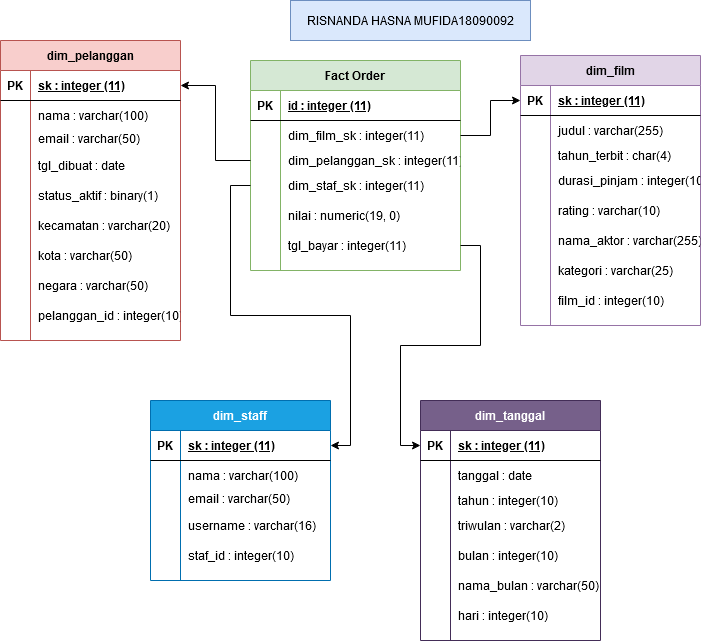 RISNANDA HASNA MUFIDA18090092
dim_pelanggan
PK sk : integer (11)
nama : varchar(100)
email : varchar(50)
tgl_dibuat : date
status_aktif : binary(1)
kecamatan : varchar(20)
kota : varchar(50)
negara : varchar(50)
pelanggan_id : integer(10
Fact Order
PK id : integer (11)
dim_film_sk : integer(11)
dim_pelanggan_sk : integer(11
dim_staf_sk : integer(11)
nilai : numeric(19, 0)
tgl_bayar : integer(11)
dim_film
PK sk : integer (11)
judul : varchar(255)
tahun_terbit : char(4)
durasi_pinjam : integer(10
rating : varchar(10)
nama_aktor : varchar(255)
kategori : varchar(25)
film_id : integer(10)
dim_staff
PK sk : integer (11)
nama : varchar(100)
email : varchar(50)
username : varchar(16)
staf_id : integer(10)
dim_tanggal
PK sk : integer (11)
tanggal : date
tahun : integer(10)
triwulan : varchar(2)
bulan : integer(10)
nama_bulan : varchar(50)
hari : integer(10)